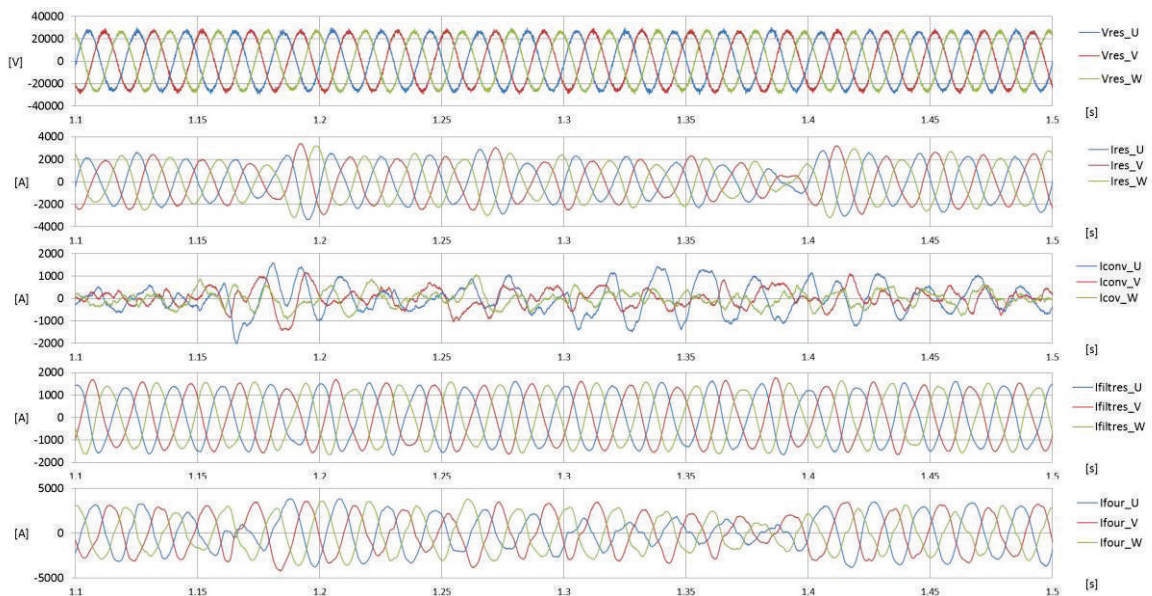 40000
20000
0
-20000
-40000
[V]
1.1 1.15 1.2 1.25 1.3 1.35 1.4 1.45 1.5
[s]
Vres_U
Vres_V
Vres_W
4000
2000
0
-2000
-4000
[A]
1.1 1.15 1.2 1.25 1.3 1.35 1.4 1.45 1.5
[s]
Ires_U
Ires_V
Ires_W
2000
1000
0
-1000
-2000
[A]
1.1 1.15 1.2 1.25 1.3 1.35 1.4 1.45 1.5
[s]
Iconv_U
Iconv_V
Icov_W
2000
1000
0
-1000
-2000
[A]
1.1 1.15 1.2 1.25 1.3 1.35 1.4 1.45 1.5
[s]
Ifiltres_U
Ifiltres_V
Ifiltres_W
5000
0
-5000
[A]
1.1 1.15 1.2 1.25 1.3 1.35 1.4 1.45 1.5
[s]
Ifour_U
Ifour_V
Ifour_W